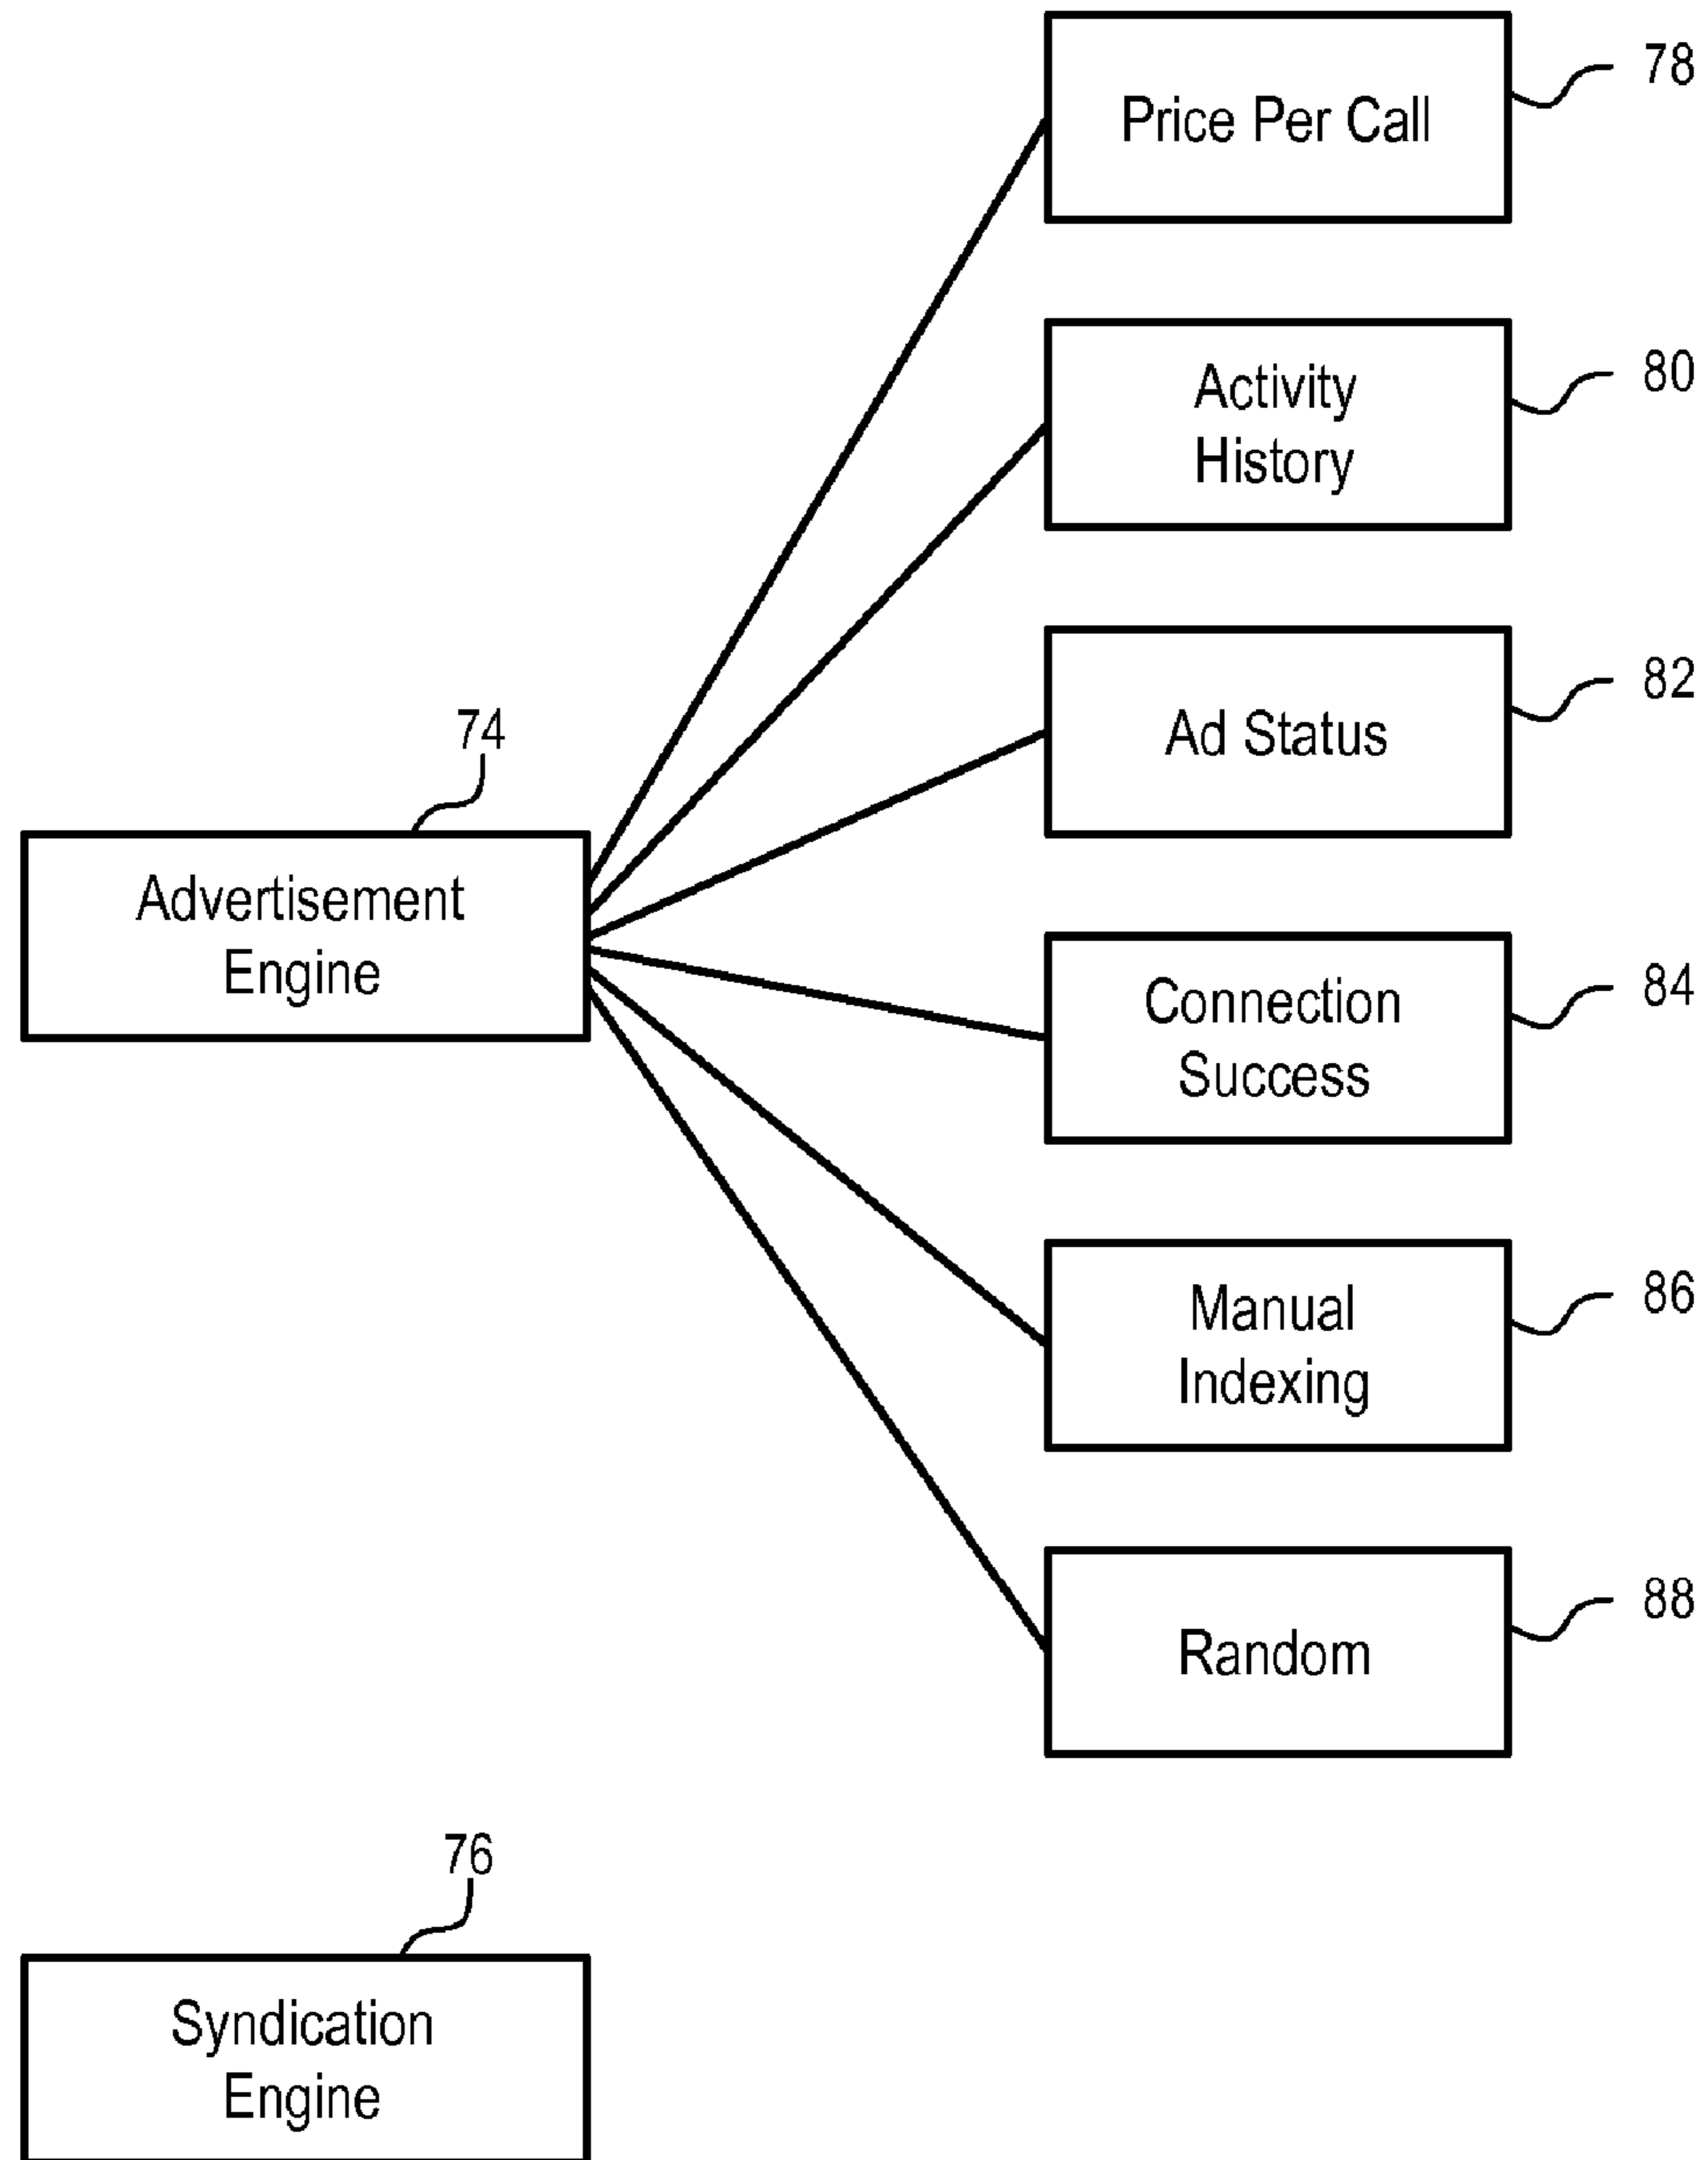 Price Per Call
78
Activity
History
80
Ad Status
82
74
Advertisement
Engine
Connection
Success
84
Manual
Indexing
86
Random
88
76
Syndication
Engine